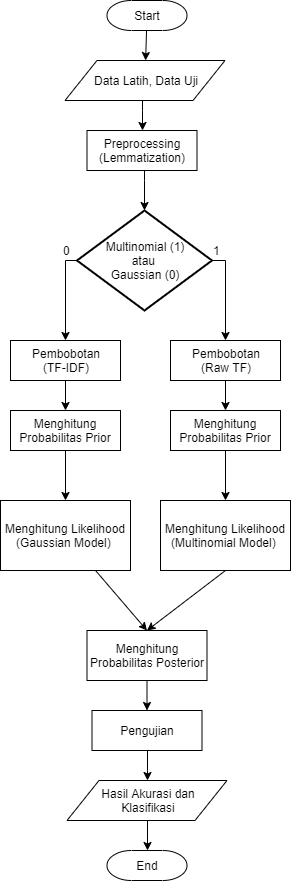 Start
Data Latih, Data Uji
Preprocessing
(Lemmatization)
Multinomial (1)
atau
Gaussian (0)
0
1
Pembobotan
(TF-IDF)
Pembobotan
(Raw TF)
Menghitung
Probabilitas Prior
Menghitung
Probabilitas Prior
Menghitung Likelihood
(Gaussian Model)
Menghitung Likelihood
(Multinomial Model)
Menghitung
Probabilitas Posterior
Pengujian
Hasil Akurasi dan
Klasifikasi
End